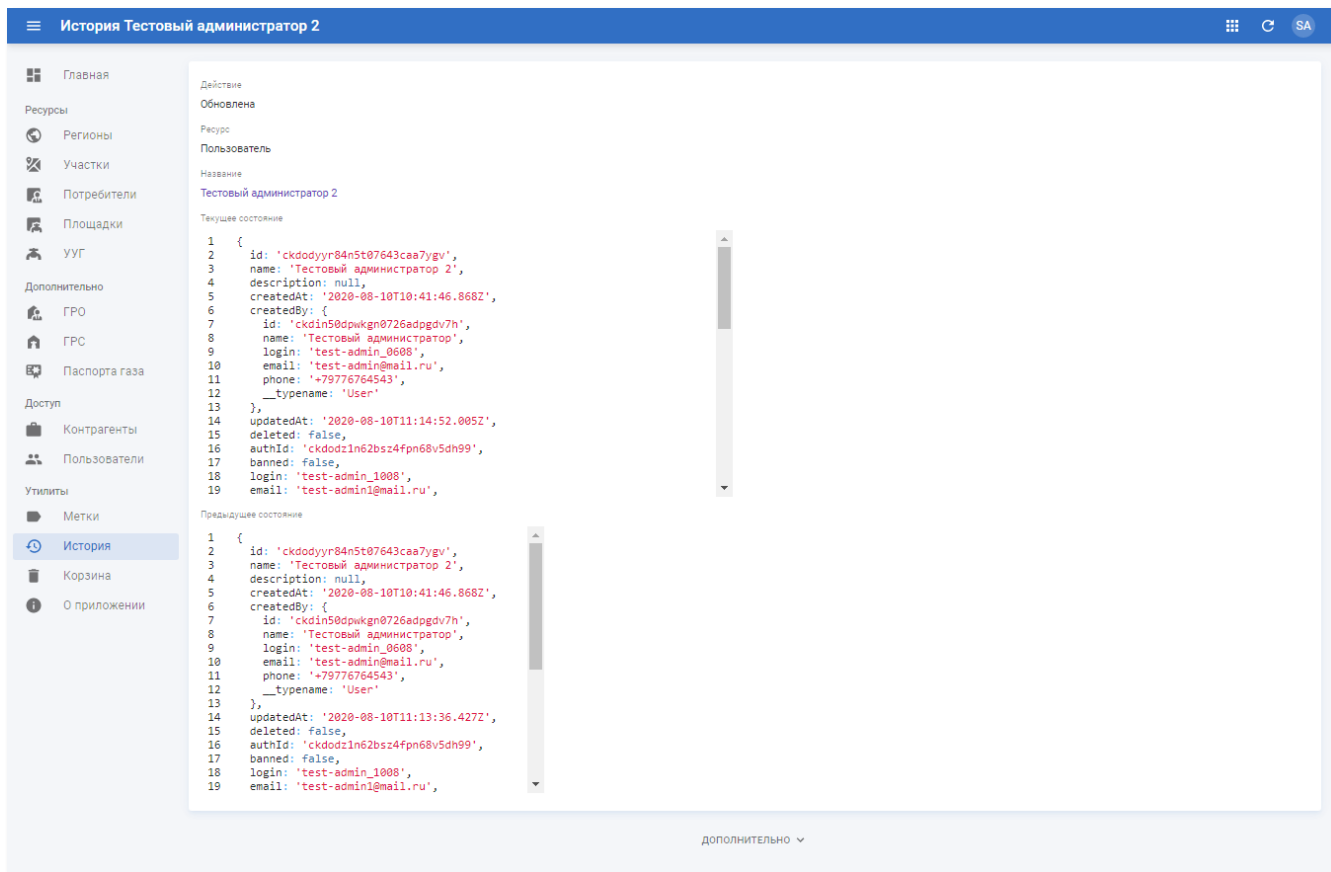 История Тестовый администратор 2
SA
Главная
Ресурсы
Регионы
Участки
Потребители
Площадки
УУГ
Дополнительно
ГРО
ГРС
Паспорта газа
Доступ
Контрагенты
Пользователи
Утилиты
Метки
История
Корзина
О приложении
Действие
Обновлена
Ресурс
Пользователь
Название
Тестовый администратор 2
Текущее состояние
1 {
2 id: 'ckdodyyr84n5t07643caa7ygv',
3 name: 'Тестовый администратор 2',
4 description: null,
5 createdAt: '2020-08-10T10:41:46.868Z',
6 createdBy: {
7 id: 'ckdin50dpwkgn0726adpgdv7h',
8 name: 'Тестовый администратор',
9 login: 'test-admin_0608',
10 email: 'test-admin@mail.ru',
11 phone: '+79776764543',
12 __typename: 'User'
13 },
14 updatedAt: '2020-08-10T11:14:52.005Z',
15 deleted: false,
16 authId: 'ckdodz1n62bsz4fpn68v5dh99',
17 banned: false,
18 login: 'test-admin_1008',
19 email: 'test-admin1@mail.ru',
Предыдущее состояние
1 {
2 id: 'ckdodyyr84n5t07643caa7ygv',
3 name: 'Тестовый администратор 2',
4 description: null,
5 createdAt: '2020-08-10T10:41:46.868Z',
6 createdBy: {
7 id: 'ckdin50dpwkgn0726adpgdv7h',
8 name: 'Тестовый администратор',
9 login: 'test-admin_0608',
10 email: 'test-admin@mail.ru',
11 phone: '+79776764543',
12 __typename: 'User'
13 },
14 updatedAt: '2020-08-10T11:13:36.427Z',
15 deleted: false,
16 authId: 'ckdodz1n62bsz4fpn68v5dh99',
17 banned: false,
18 login: 'test-admin_1008',
19 email: 'test-admin1@mail.ru',
ДОПОЛНИТЕЛЬНО